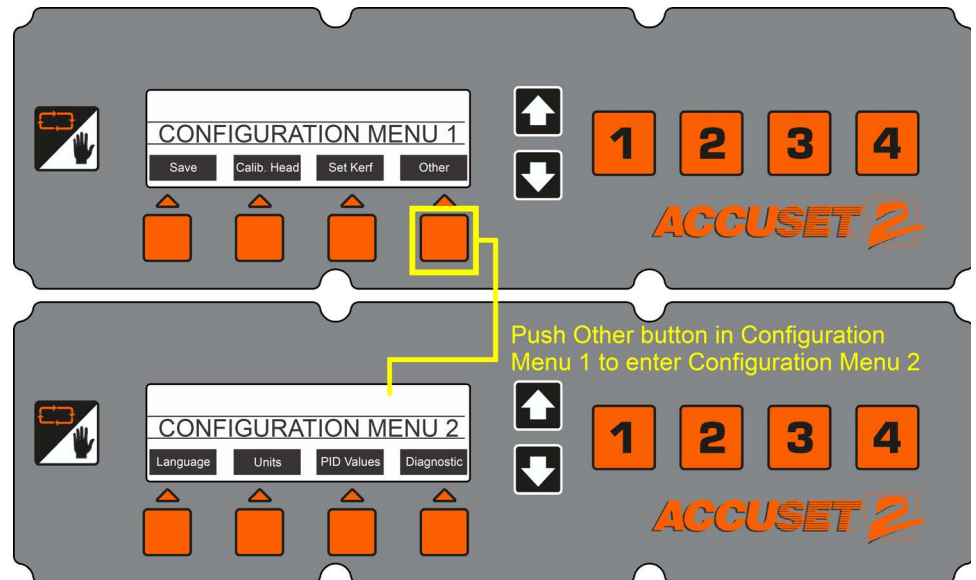 CONFIGURATION MENU 1
Save Calib. Head Set Kerf Other
1 2 3 4
ACCUSET 2
Push Other button in Configuration
Menu 1 to enter Configuration Menu 2
CONFIGURATION MENU 2
Language Units PID Values Diagnostic
1 2 3 4
ACCUSET 2